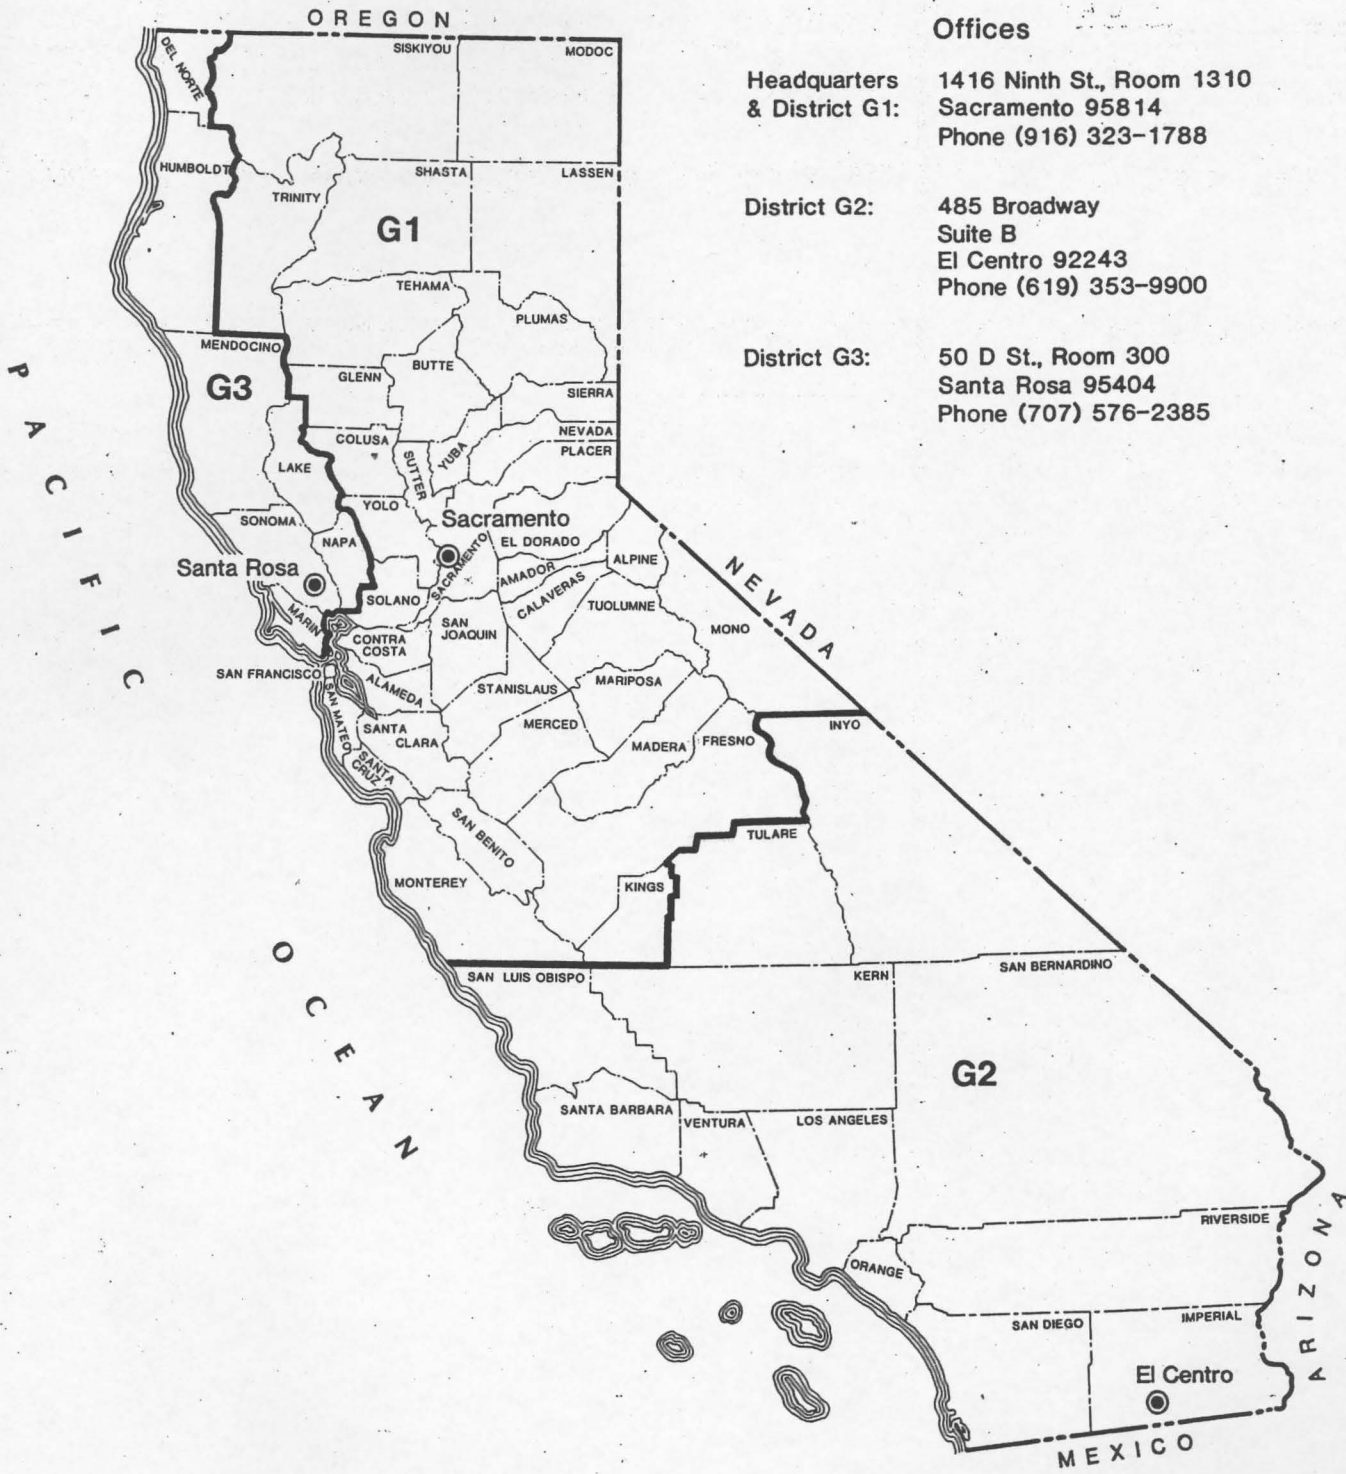 OREGON
Offices
Headquarters 1416 Ninth St., Room 1310
& District G1: Sacramento 95814
Phone (916) 323-1788
District G2: 485 Broadway
Suite B
El Centro 92243
Phone (619) 353-9900
District G3: 50 D St., Room 300
Santa Rosa 95404
Phone (707) 576-2385
DEL NORTE
SISKIYOU
MODOC
HUMBOLDT
TRINITY
SHASTA
LASSEN
G1
TEHAMA
PLUMAS
MENDOCINO
G3
GLENN
BUTTE
SIERRA
COLUSA
SUTTER
YUBA
NEVADA
PLACER
LAKE
YOLO
SONOMA
NAPA
Sacramento
SACRAMENTO
EL DORADO
Santa Rosa
SOLANO
AMADOR
ALPINE
CALAVERAS
MARIN
CONTRA
COSTA
SAN
JOAQUIN
TUOLUMNE
MONO
NEVADA
SAN FRANCISCO
ALAMEDA
STANISLAUS
MARIPOSA
SAN MATEO
SANTA
CLARA
MERCED
MADERA
FRESNO
INYO
SANTA
CRUZ
SAN BENITO
TULARE
MONTEREY
KINGS
PACIFIC
OCEAN
SAN LUIS OBISPO
KERN
SAN BERNARDINO
G2
SANTA BARBARA
VENTURA
LOS ANGELES
RIVERSIDE
ORANGE
ARIZONA
SAN DIEGO
IMPERIAL
El Centro
MEXICO